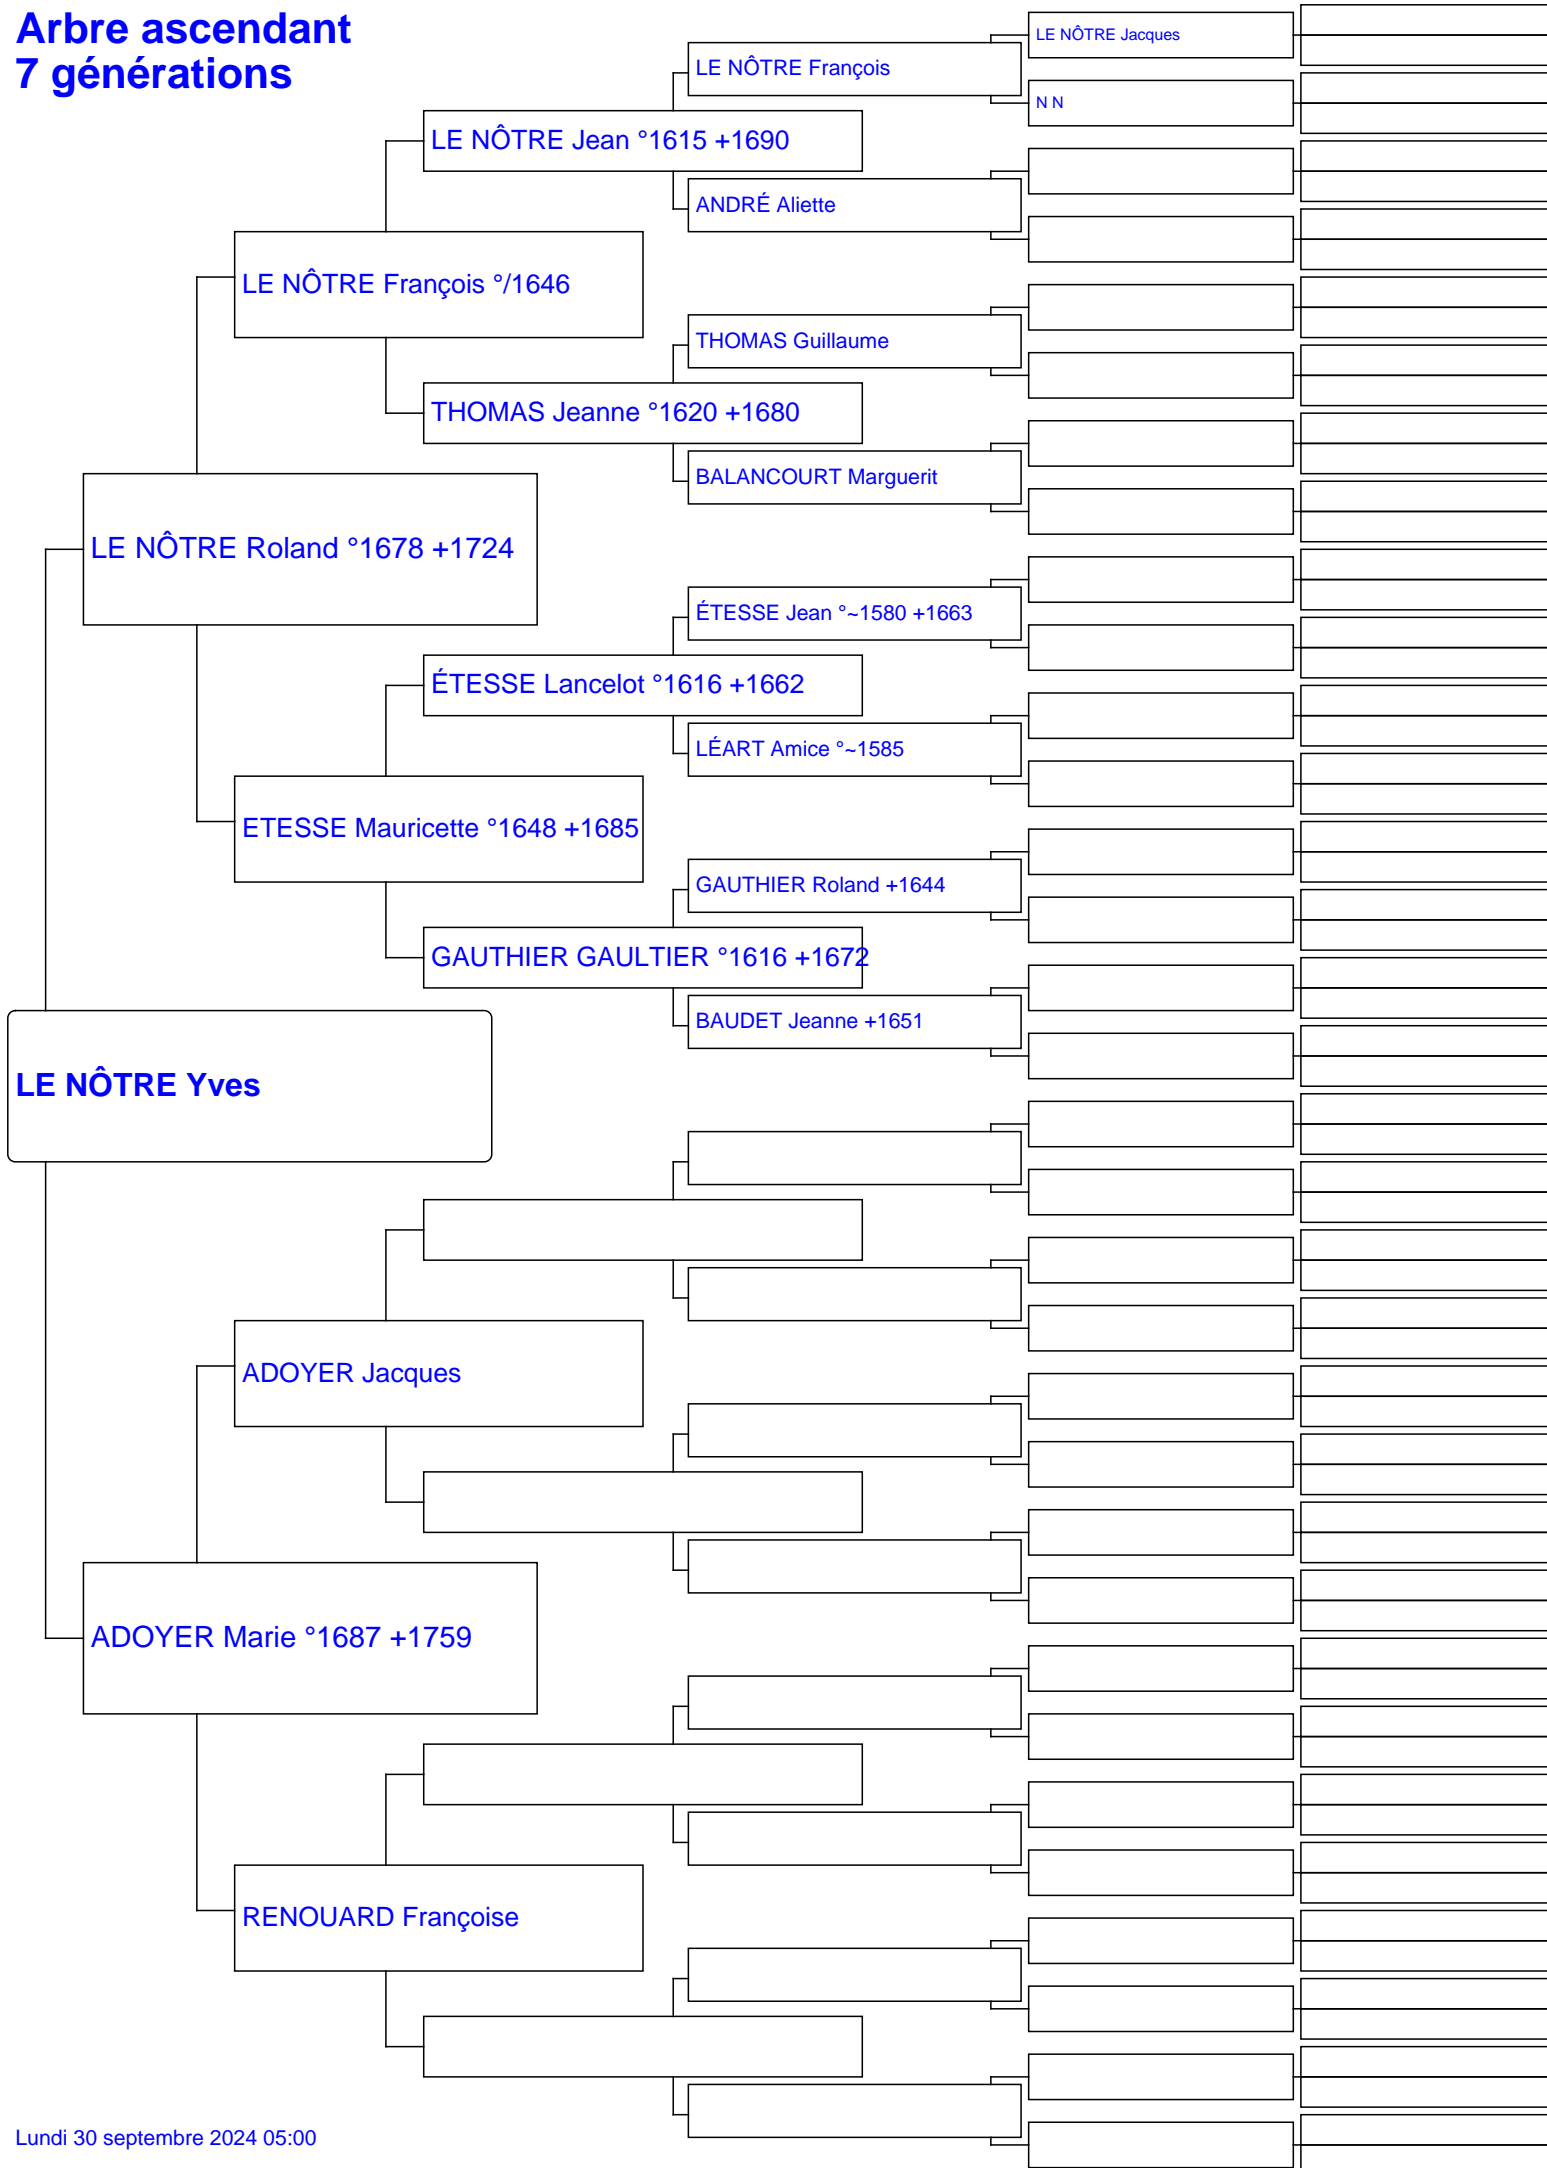 Arbre ascendant
7 générations
LE NÔTRE Jacques
LE NÔTRE François
N N
LE NÔTRE Jean °1615 +1690
ANDRÉ Aliette
LE NÔTRE François °/1646
THOMAS Guillaume
THOMAS Jeanne °1620 +1680
BALANCOURT Marguerit
LE NÔTRE Roland °1678 +1724
ÉTESSE Jean °~1580 +1663
ÉTESSE Lancelot °1616 +1662
LÉART Amice °~1585
ETESSE Mauricette °1648 +1685
GAUTHIER Roland +1644
GAUTHIER GAULTIER °1616 +1672
BAUDET Jeanne +1651
LE NÔTRE Yves
ADOYER Jacques
ADOYER Marie °1687 +1759
RENOUARD Françoise
Lundi 30 septembre 2024 05:00